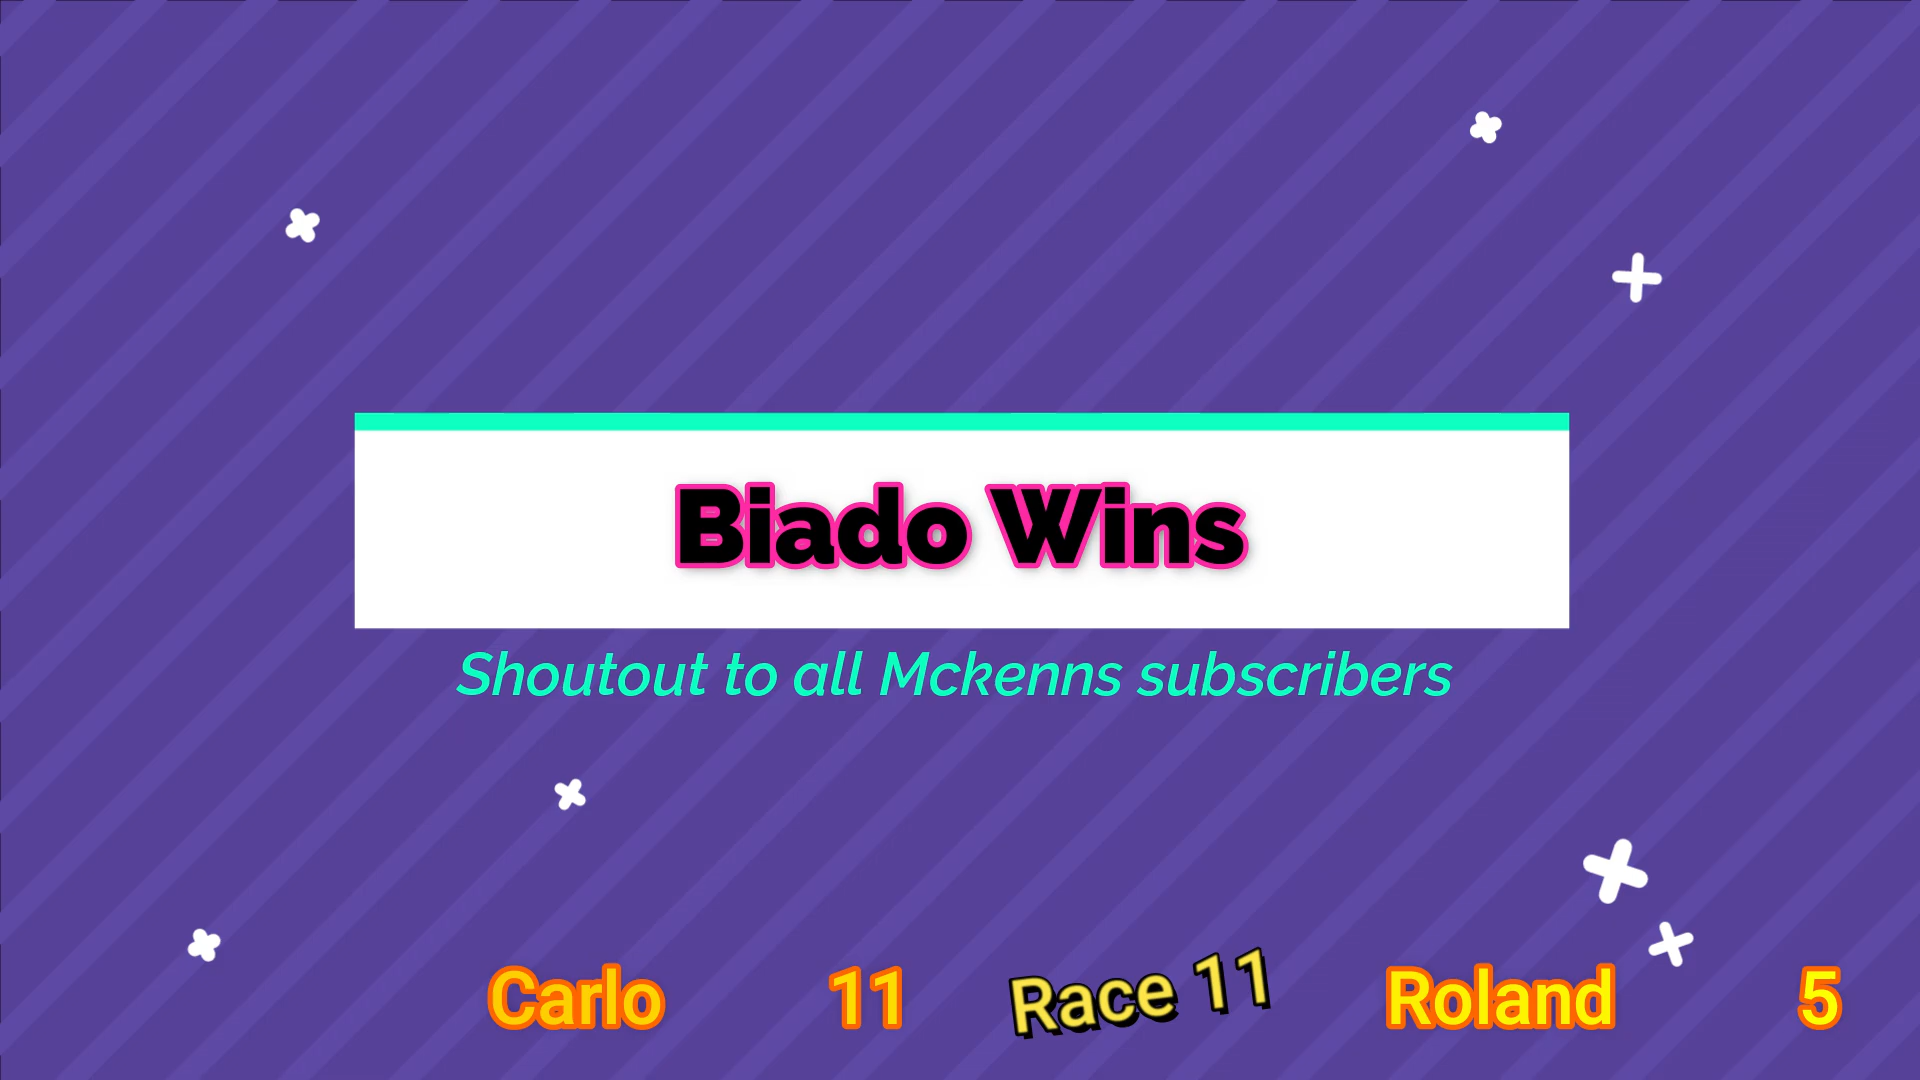 Biado Wins
Shoutout to all Mckenns subscribers
Carlo 11 Race 11 Roland 5